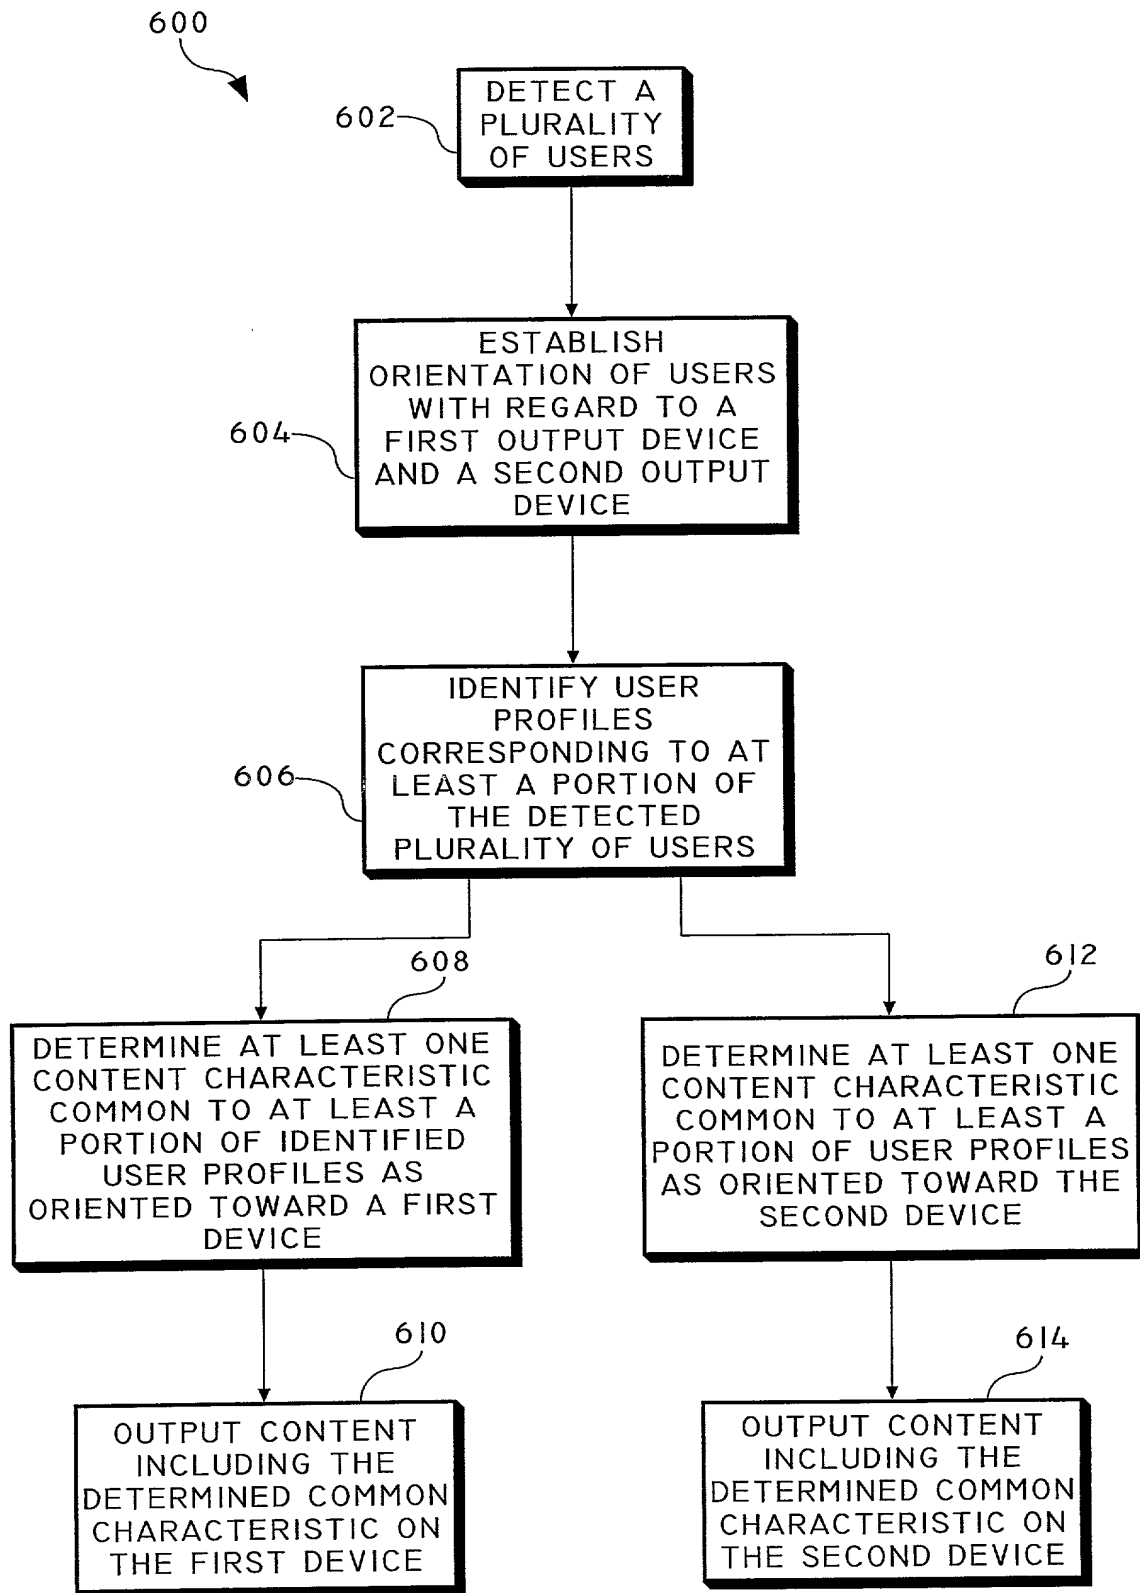 600
602
DETECT A
PLURALITY
OF USERS
604
ESTABLISH
ORIENTATION OF USERS
WITH REGARD TO A
FIRST OUTPUT DEVICE
AND A SECOND OUTPUT
DEVICE
606
IDENTIFY USER
PROFILES
CORRESPONDING TO AT
LEAST A PORTION OF
THE DETECTED
PLURALITY OF USERS
608
DETERMINE AT LEAST ONE
CONTENT CHARACTERISTIC
COMMON TO AT LEAST A
PORTION OF IDENTIFIED
USER PROFILES AS
ORIENTED TOWARD A FIRST
DEVICE
612
DETERMINE AT LEAST ONE
CONTENT CHARACTERISTIC
COMMON TO AT LEAST A
PORTION OF USER PROFILES
AS ORIENTED TOWARD THE
SECOND DEVICE
610
OUTPUT CONTENT
INCLUDING THE
DETERMINED COMMON
CHARACTERISTIC ON
THE FIRST DEVICE
614
OUTPUT CONTENT
INCLUDING THE
DETERMINED COMMON
CHARACTERISTIC ON
THE SECOND DEVICE